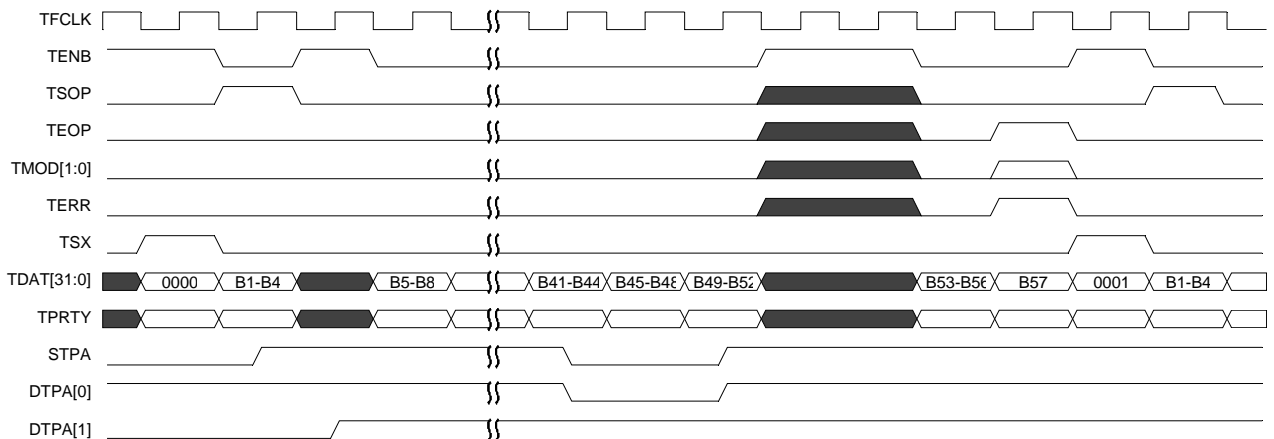 TFCLK
TENB
TSOP
TEOP
TMOD[1:0]
TERR
TSX
TDAT[31:0] 0000 B1-B4 B5-B8 B41-B44 B45-B48 B49-B52 B53-B56 B57 0001 B1-B4
TPRTY
STPA
DTPA[0]
DTPA[1]